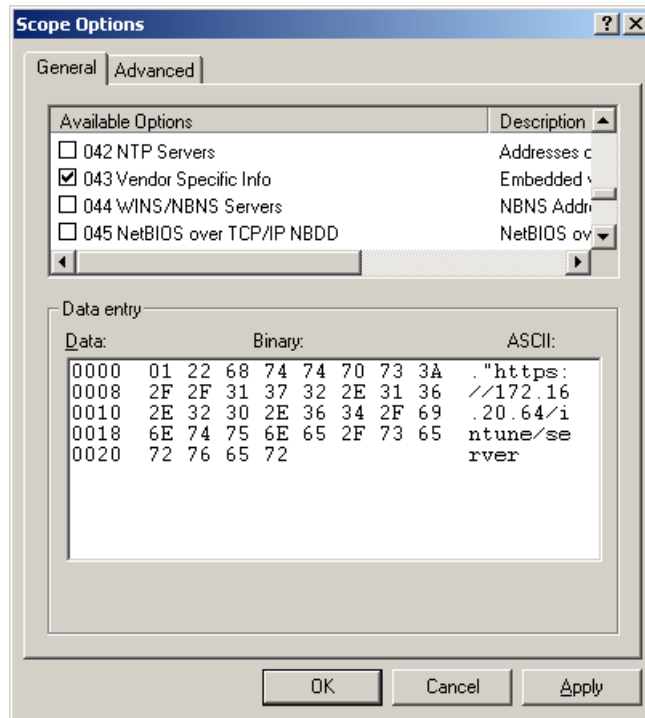 Scope Options
General Advanced
Available Options Description
042 NTP Servers Addresses c
043 Vendor Specific Info Embedded v
044 WINS/NBNS Servers NBNS Addr
045 NetBIOS over TCP/IP NBDD NetBIOS ov
Data entry
Data: Binary: ASCII:
0000 01 22 68 74 74 70 73 3A ."https:
0008 2F 2F 31 37 32 2E 31 36 //172.16
0010 2E 32 30 2E 36 34 2F 69 .20.64/i
0018 6E 74 75 6E 65 2F 73 65 ntune/se
0020 72 76 65 72 rver
OK Cancel Apply